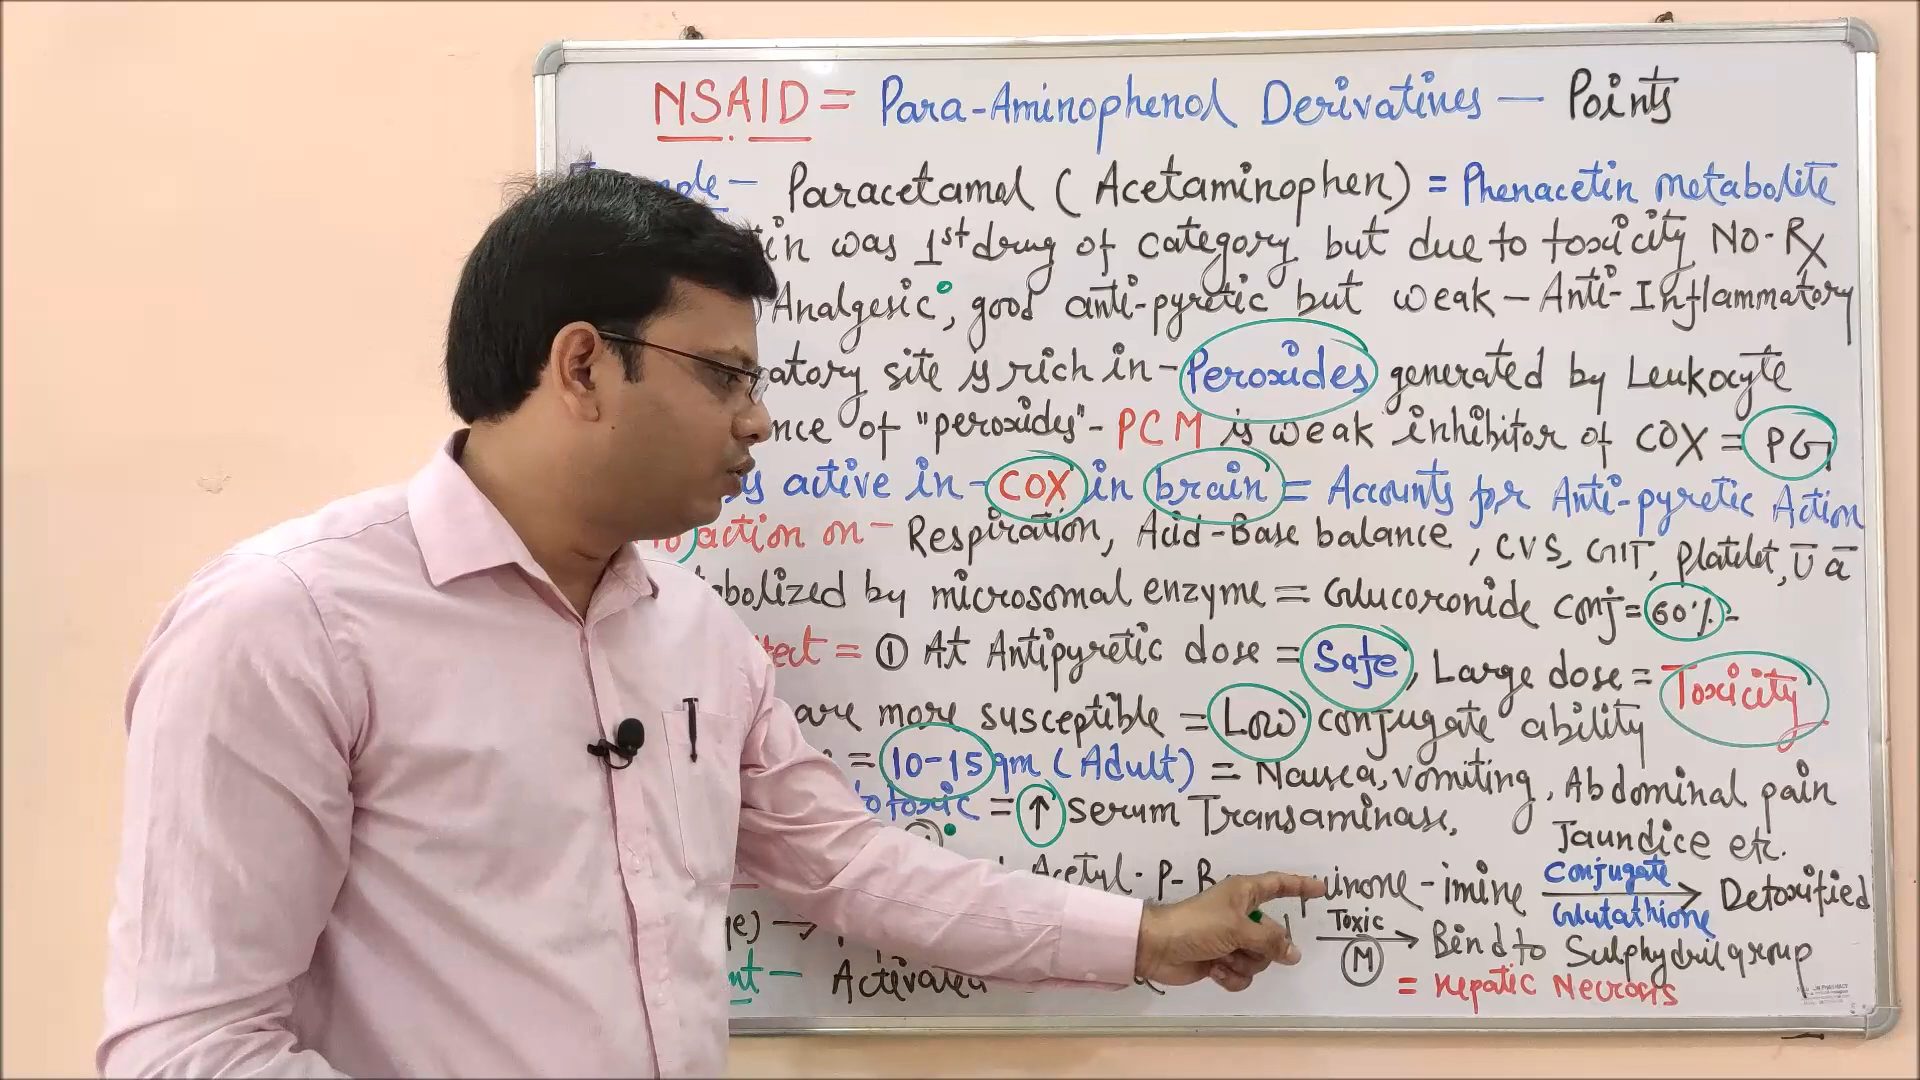 NSAID = Para-Aminophenol Derivatives — Points
Paracetamol (Acetaminophen) = Phenacetin metabolite
was 1st drug of category but due to toxicity No-Rx
Analgesic, good anti-pyretic but weak - Anti-Inflammatory
site is rich in - Peroxides generated by Leukocyte
of "peroxides" - PCM is weak inhibitor of COX = PG
active in - COX in brain = Accounts for Anti-pyretic Action
action on - Respiration, Acid-Base balance, CVS, GIT, Platelet, U a
by microsomal enzyme = Glucoronide conj = 60%
= ① At Antipyretic dose = Safe, Large dose = Toxicity
are more susceptible = Low conjugate ability
= 10-15 gm (Adult) = Nausea, vomiting, Abdominal pain
= ↑ Serum Transaminase, Jaundice etc.
Acetyl-P- -imine Conjugate Glutathione → Detoxified
→ Toxic (M) → Bind to Sulphydril group
= Hepatic Necrosis